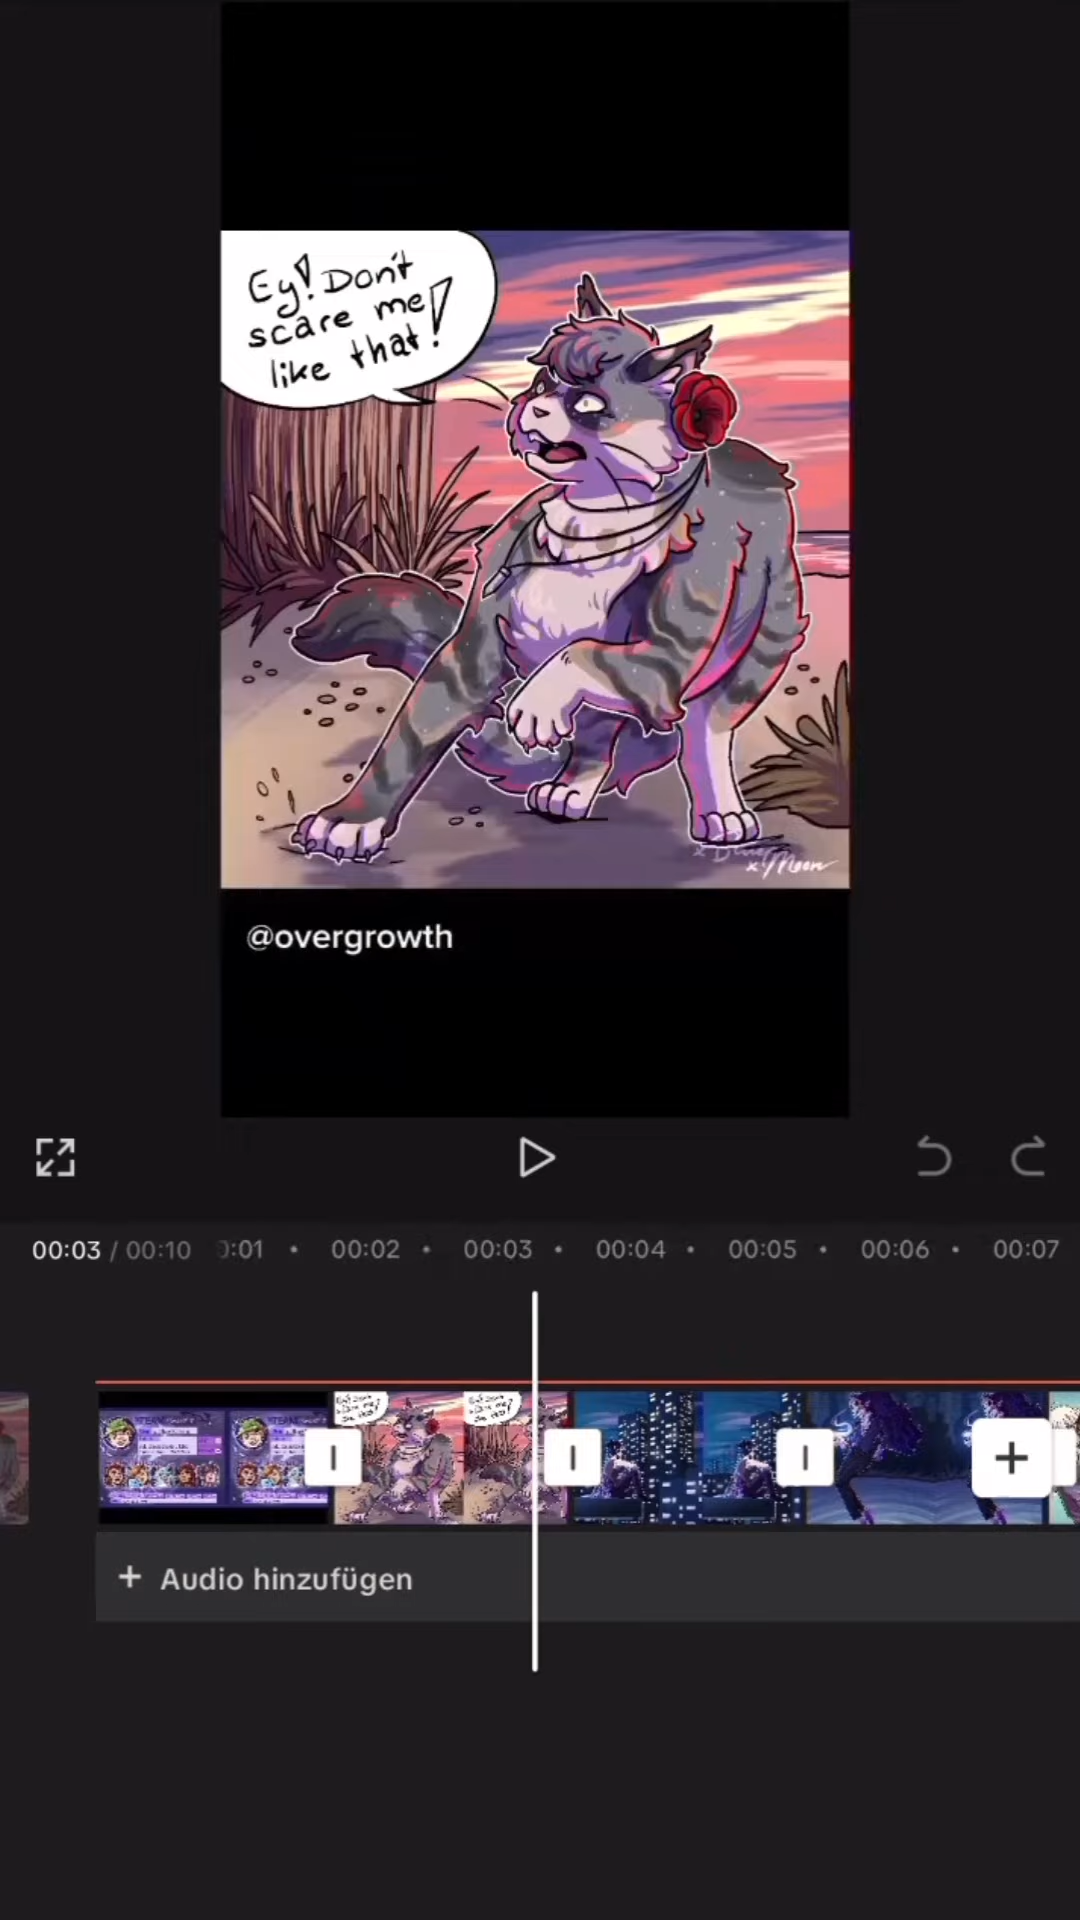 Ey! Don't
scare me
like that!
x Moon
@overgrowth
00:03 / 00:10
:01
00:02
00:03
00:04
00:05
00:06
00:07
+ Audio hinzufügen